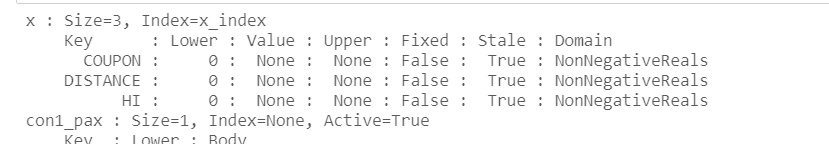 x : Size=3, Index=x_index
Key : Lower : Value : Upper : Fixed : Stale : Domain
COUPON : 0 : None : None : False : True : NonNegativeReals
DISTANCE : 0 : None : None : False : True : NonNegativeReals
HI : 0 : None : None : False : True : NonNegativeReals
con1_pax : Size=1, Index=None, Active=True
Key : Lower : Body